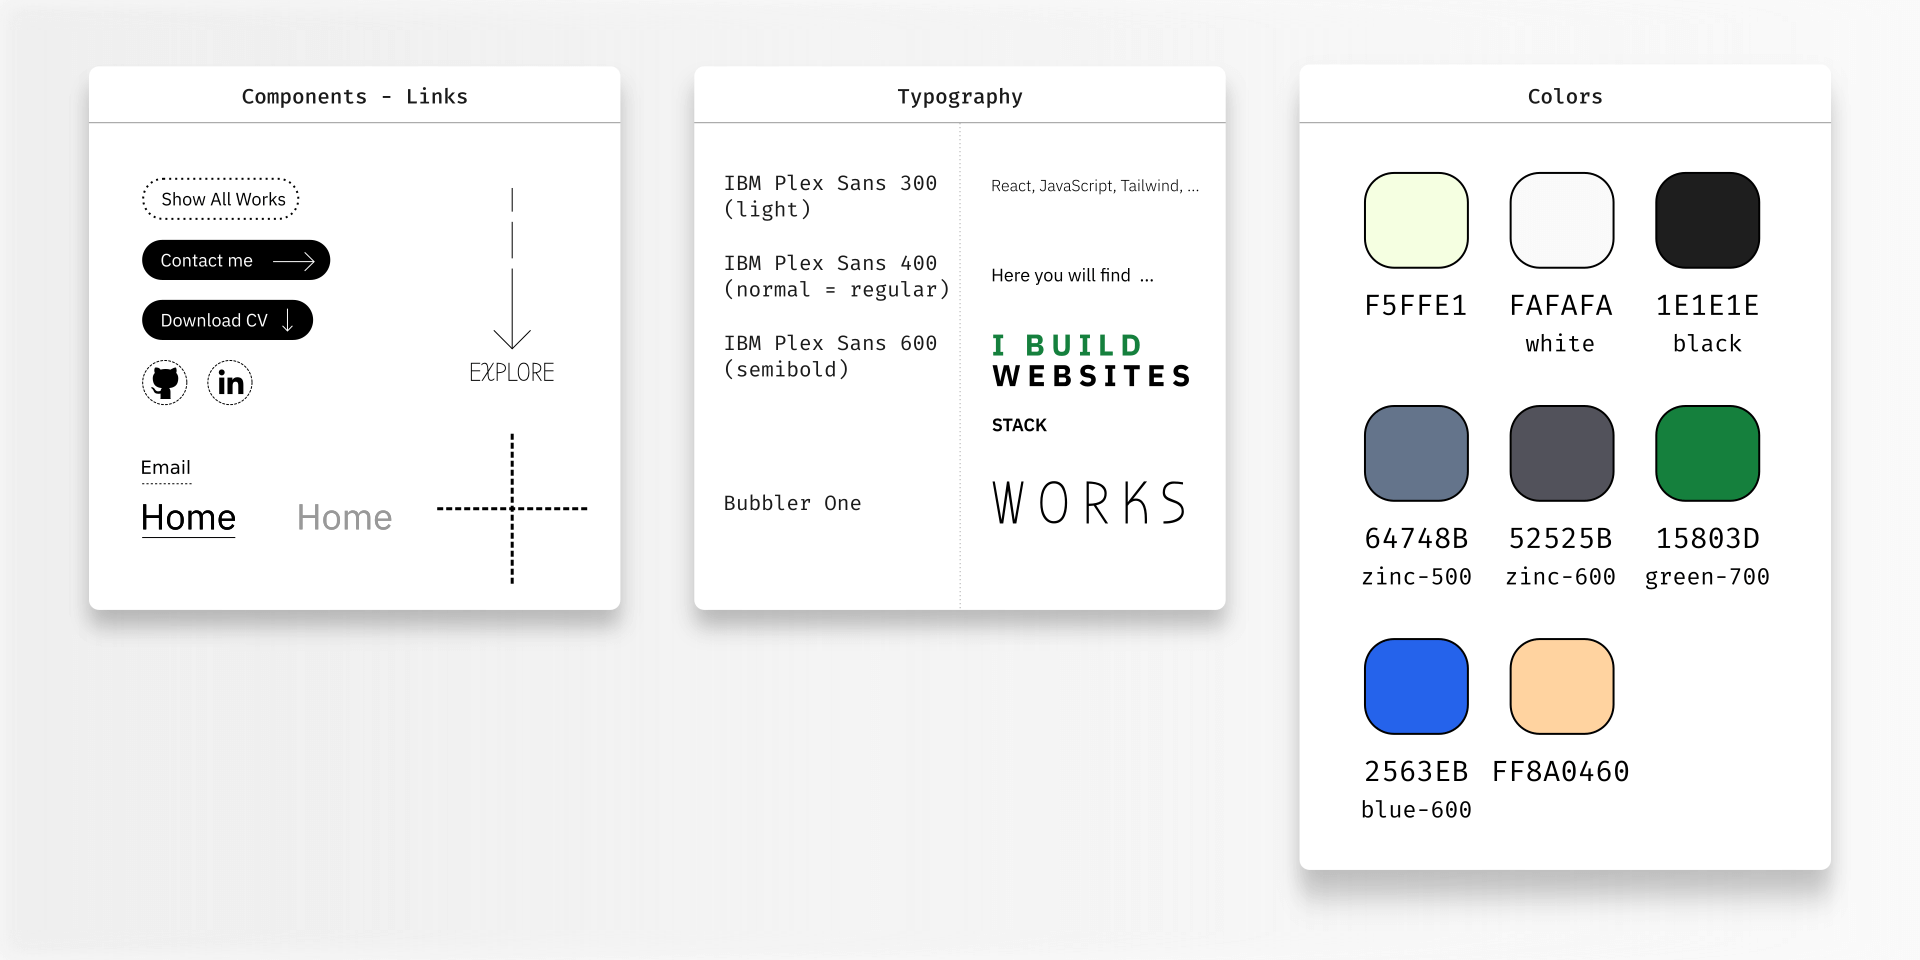 Components - Links
Show All Works
Contact me
Download CV
in
Email
Home
Home
EXPLORE
Typography
IBM Plex Sans 300
(light)
React, JavaScript, Tailwind, ...
IBM Plex Sans 400
(normal = regular)
Here you will find ...
IBM Plex Sans 600
(semibold)
I BUILD
WEBSITES
STACK
Bubbler One
WORKS
Colors
F5FFE1
FAFAFA
white
1E1E1E
black
64748B
zinc-500
52525B
zinc-600
15803D
green-700
2563EB
blue-600
FF8A0460